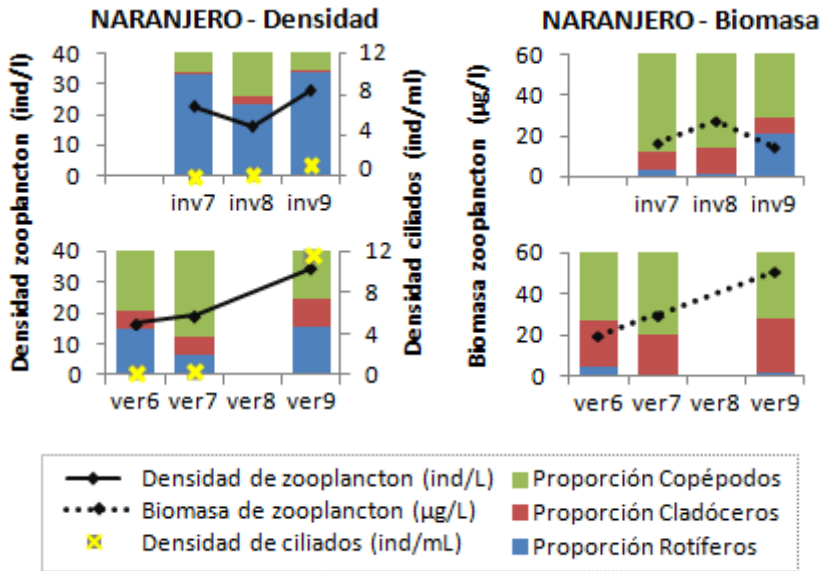 NARANJERO - Densidad
NARANJERO - Biomasa
Densidad zooplancton (ind/l)
40
30
20
10
0
inv7 inv8 inv9
12
8
4
0
Densidad ciliados (ind/ml)
40
30
20
10
0
ver6 ver7 ver8 ver9
12
8
4
0
Biomasa zooplancton (µg/l)
60
40
20
0
inv7 inv8 inv9
60
40
20
0
ver6 ver7 ver8 ver9
Densidad de zooplancton (ind/L)
Biomasa de zooplancton (µg/L)
Densidad de ciliados (ind/mL)
Proporción Copépodos
Proporción Cladóceros
Proporción Rotíferos